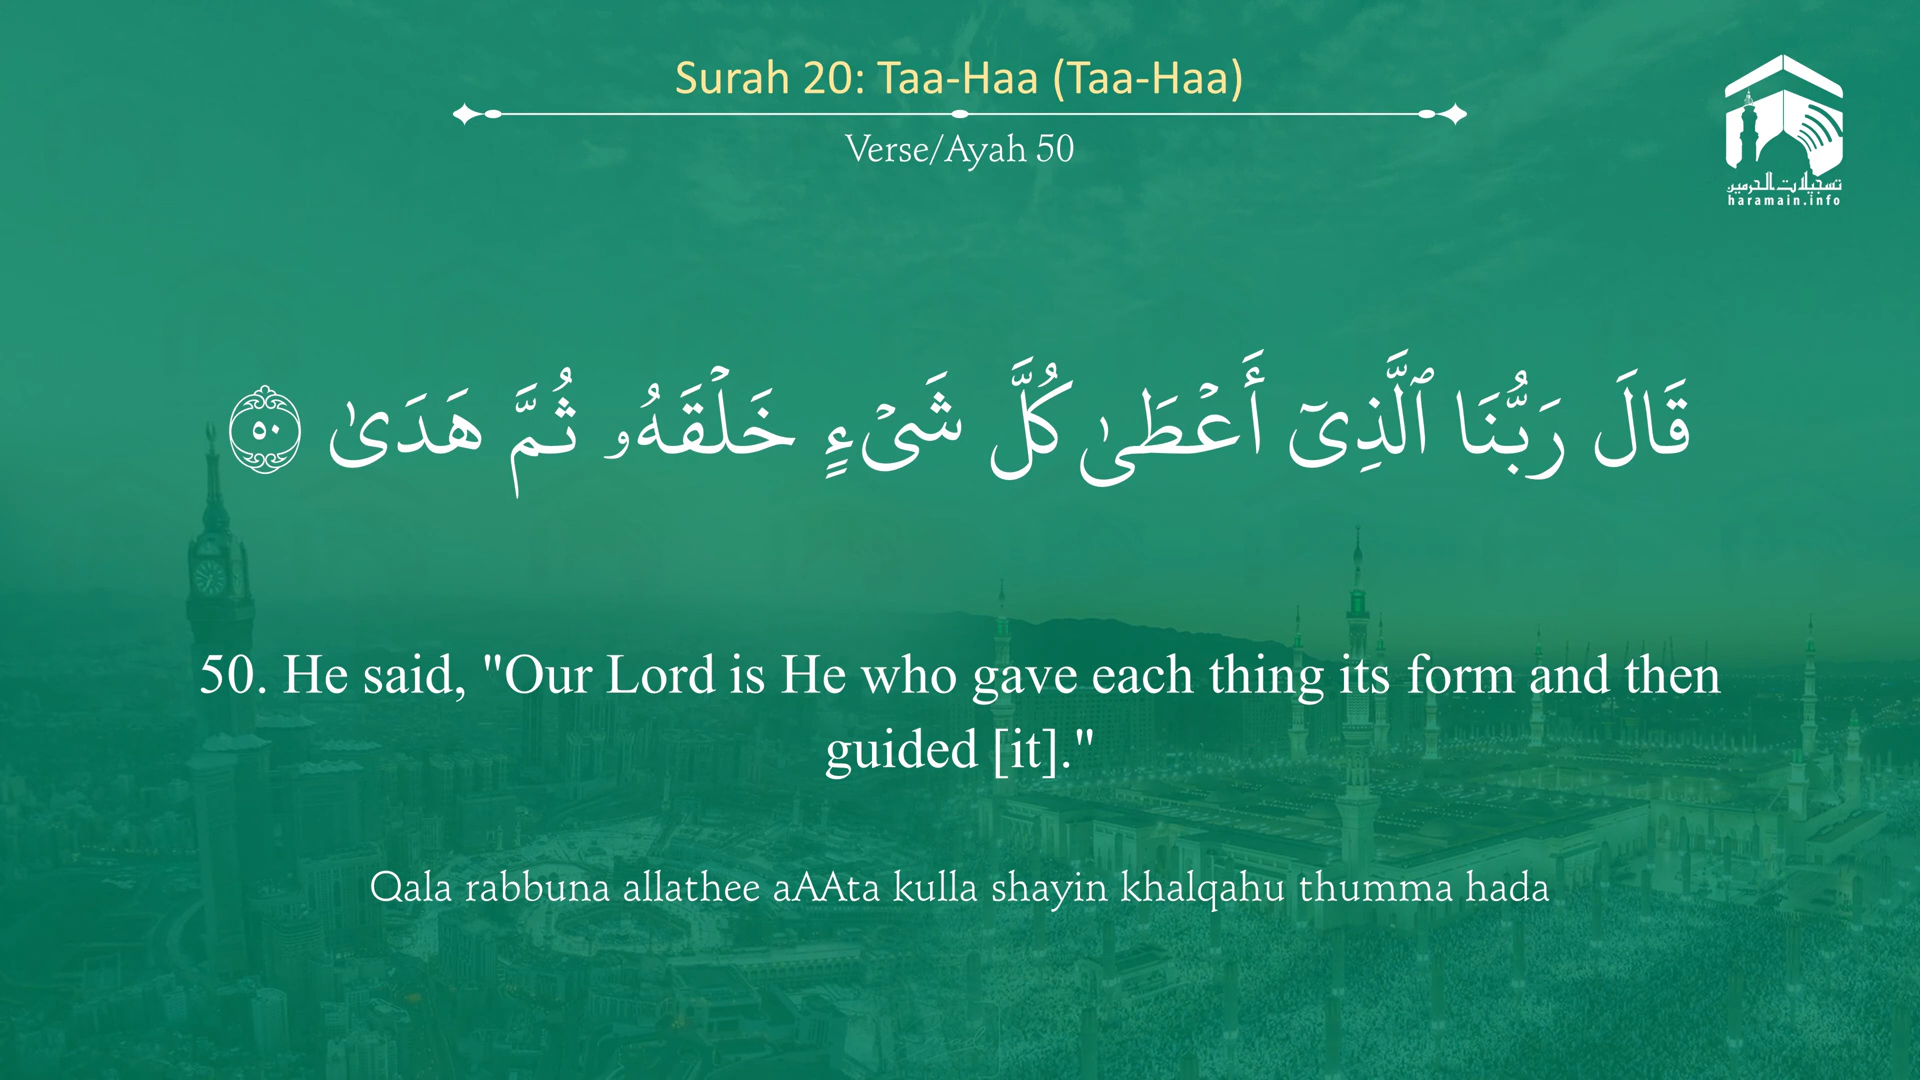 Surah 20: Taa-Haa (Taa-Haa)
Verse/Ayah 50
تسجيلات الحرمين
haramain.info
قَالَ رَبُّنَا ٱلَّذِىٓ أَعْطَىٰ كُلَّ شَىْءٍ خَلْقَهُۥ ثُمَّ هَدَىٰ ٥٠
50. He said, "Our Lord is He who gave each thing its form and then
guided [it]."
Qala rabbuna allathee aAAta kulla shayin khalqahu thumma hada